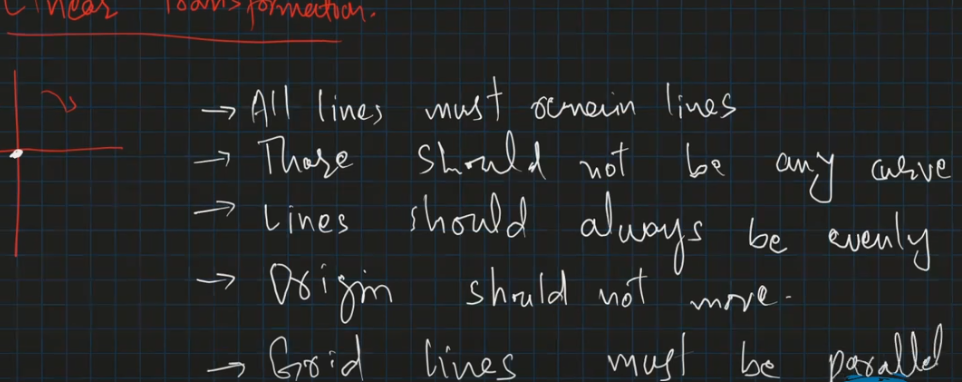 Linear Transformation.
→ All lines must remain lines
→ There should not be any curve
→ Lines should always be evenly
→ Origin should not move.
→ Grid lines must be parallel